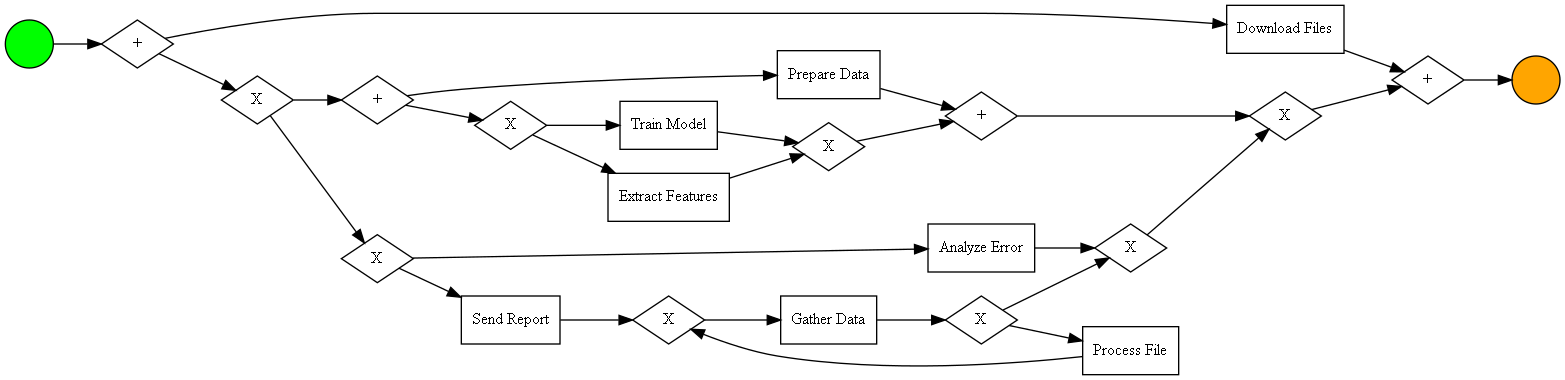 +
Download Files
X
+
Prepare Data
X
Train Model
X
Extract Features
+
X
+
X
Analyze Error
X
Send Report
X
Gather Data
X
Process File